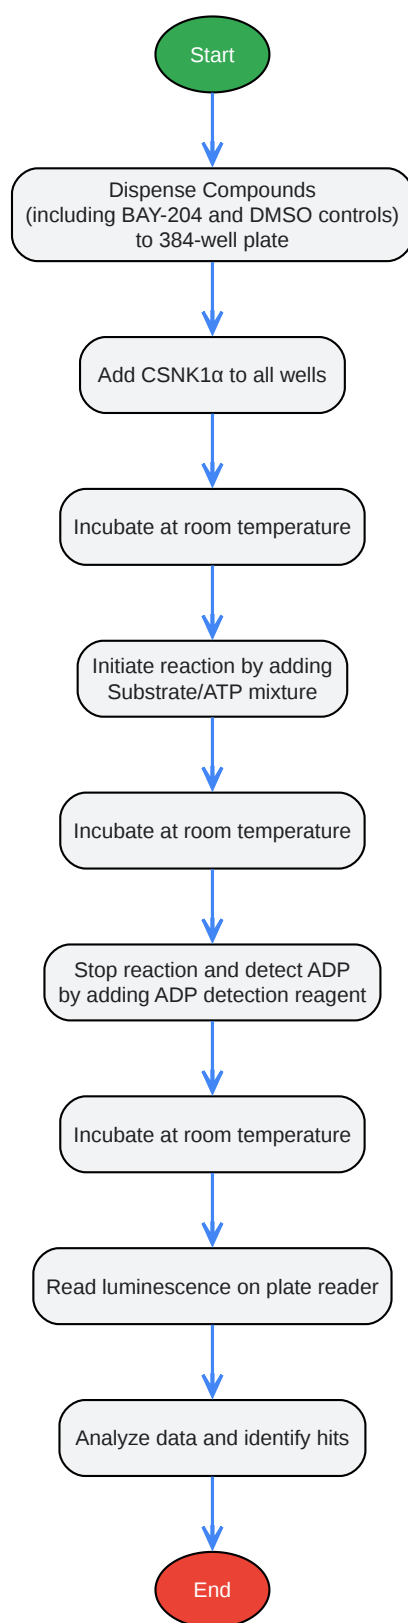 Start
Dispense Compounds
(including BAY-204 and DMSO controls)
to 384-well plate
Add CSNK1α to all wells
Incubate at room temperature
Initiate reaction by adding
Substrate/ATP mixture
Incubate at room temperature
Stop reaction and detect ADP
by adding ADP detection reagent
Incubate at room temperature
Read luminescence on plate reader
Analyze data and identify hits
End